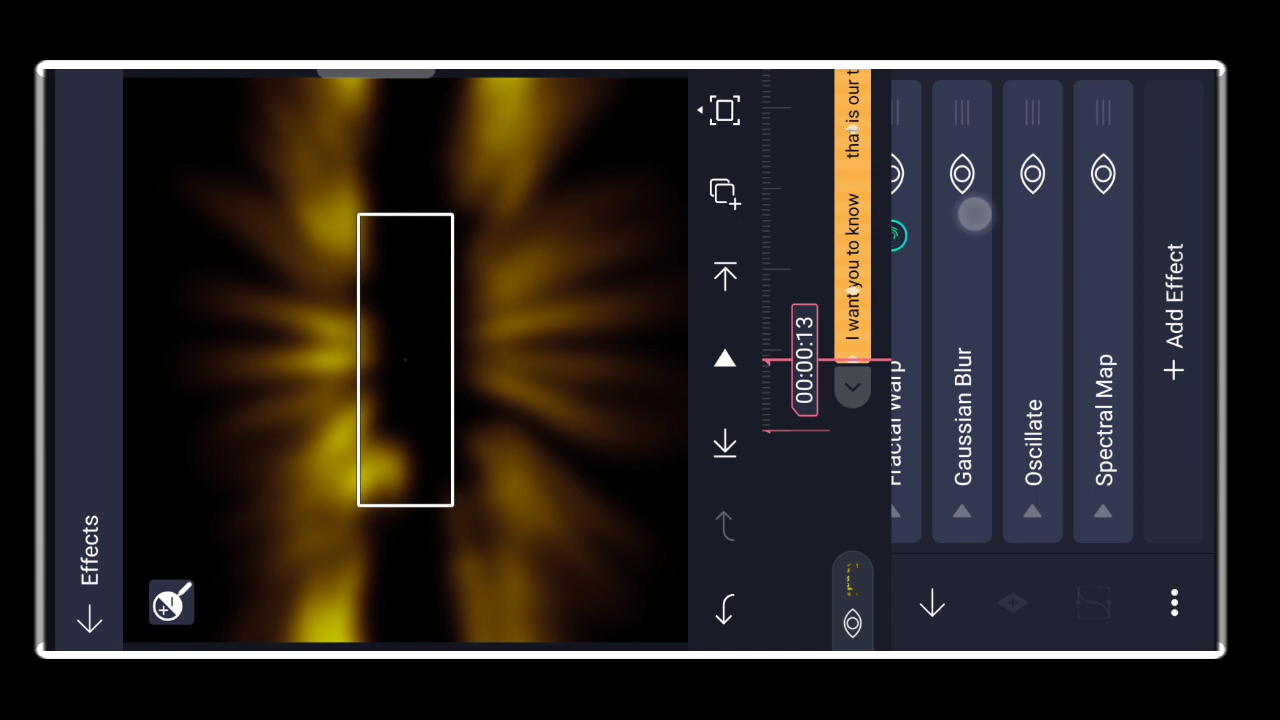 Effects
00:00:13
I want you to know
that is our t
Fractal Warp
Gaussian Blur
Oscillate
Spectral Map
+ Add Effect